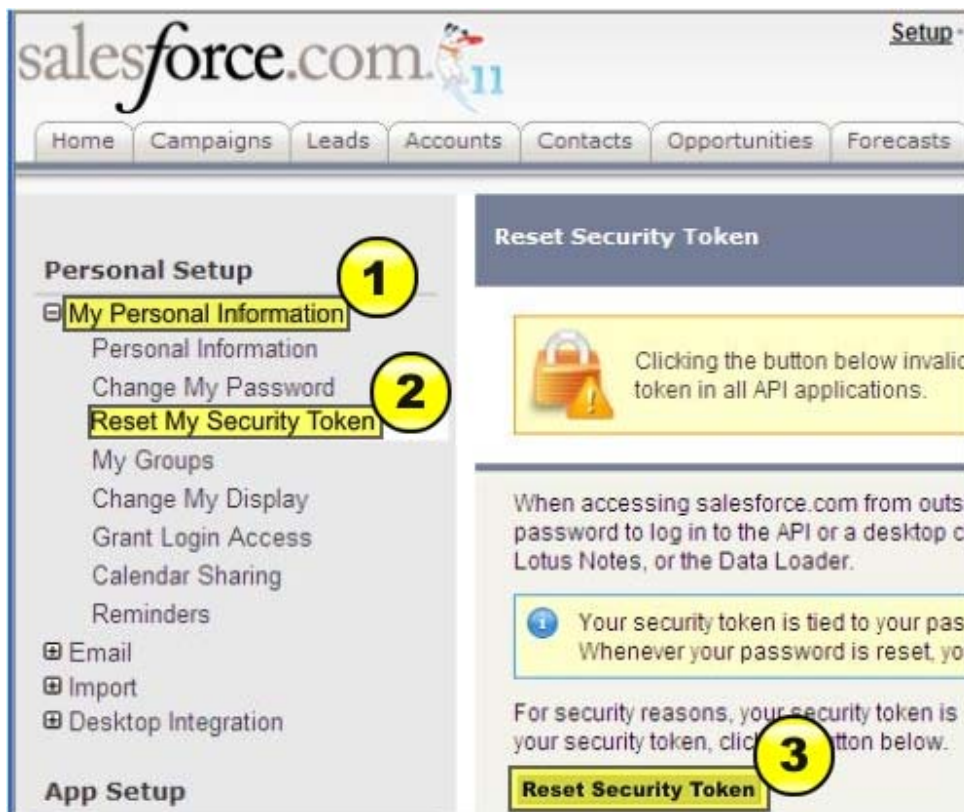 salesforce.com.
11
Setup
Home Campaigns Leads Accounts Contacts Opportunities Forecasts
Personal Setup
1
My Personal Information
Personal Information
Change My Password
2
Reset My Security Token
My Groups
Change My Display
Grant Login Access
Calendar Sharing
Reminders
Email
Import
Desktop Integration
App Setup
Reset Security Token
Clicking the button below invalid
token in all API applications.
When accessing salesforce.com from outs
password to log in to the API or a desktop c
Lotus Notes, or the Data Loader.
Your security token is tied to your pas
Whenever your password is reset, yo
For security reasons, your security token is
your security token, clic tton below.
3
Reset Security Token